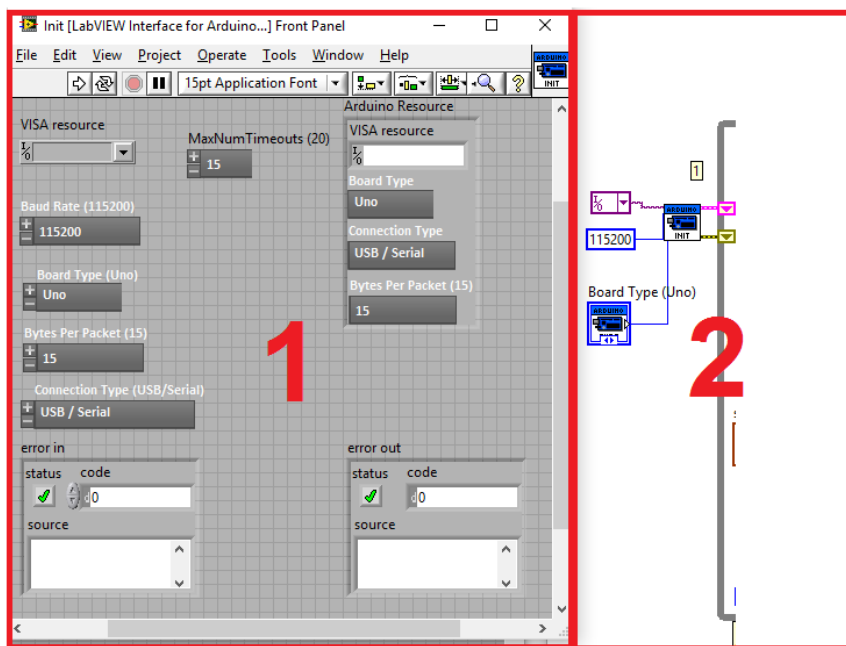 Init [LabVIEW Interface for Arduino...] Front Panel
File Edit View Project Operate Tools Window Help
15pt Application Font
ARDUINO
INIT
VISA resource
MaxNumTimeouts (20)
15
Baud Rate (115200)
115200
Board Type (Uno)
Uno
Bytes Per Packet (15)
15
Connection Type (USB/Serial)
USB / Serial
Arduino Resource
VISA resource
Board Type
Uno
Connection Type
USB / Serial
Bytes Per Packet (15)
15
error in
status code
0
source
error out
status code
0
source
1
1
ARDUINO
INIT
115200
Board Type (Uno)
ARDUINO
2